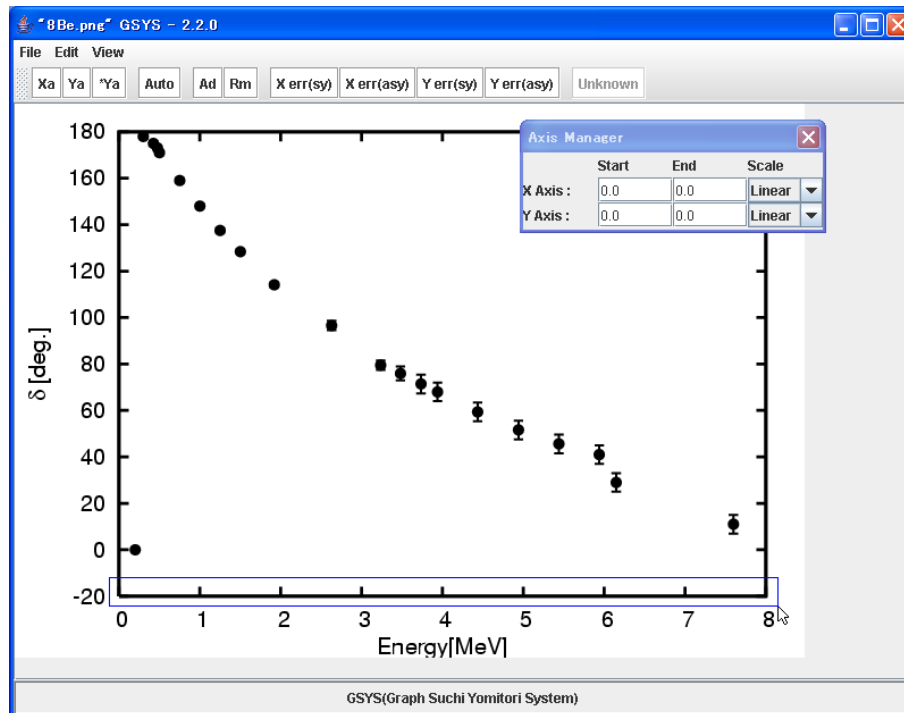 "8Be.png" GSYS - 2.2.0
File Edit View
Xa Ya *Ya Auto Ad Rm X err(sy) X err(asy) Y err(sy) Y err(asy) Unknown
Axis Manager
Start End Scale
X Axis : 0.0 0.0 Linear
Y Axis : 0.0 0.0 Linear
180
160
140
120
100
80
60
40
20
0
-20
δ [deg.]
0 1 2 3 4 5 6 7 8
Energy[MeV]
GSYS(Graph Suchi Yomitori System)